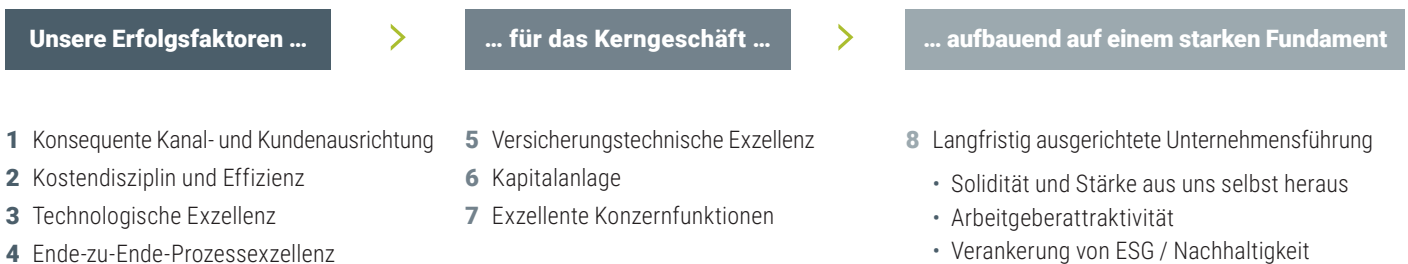 Unsere Erfolgsfaktoren …
1 Konsequente Kanal- und Kundenausrichtung
2 Kostendisziplin und Effizienz
3 Technologische Exzellenz
4 Ende-zu-Ende-Prozessexzellenz
… für das Kerngeschäft …
5 Versicherungstechnische Exzellenz
6 Kapitalanlage
7 Exzellente Konzernfunktionen
… aufbauend auf einem starken Fundament
8 Langfristig ausgerichtete Unternehmensführung
• Solidität und Stärke aus uns selbst heraus
• Arbeitgeberattraktivität
• Verankerung von ESG / Nachhaltigkeit